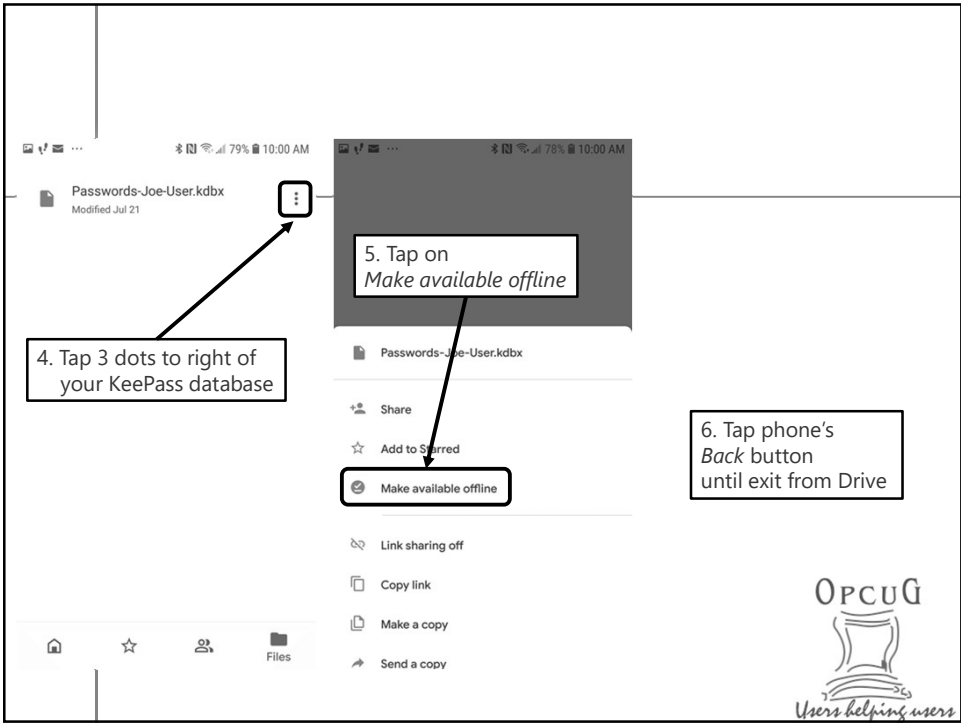 79% 10:00 AM
Passwords-Joe-User.kdbx
Modified Jul 21
4. Tap 3 dots to right of
your KeePass database
Files
78% 10:00 AM
5. Tap on
Make available offline
Passwords-Joe-User.kdbx
Share
Add to Starred
Make available offline
Link sharing off
Copy link
Make a copy
Send a copy
6. Tap phone's
Back button
until exit from Drive
OPCUG
Users helping users